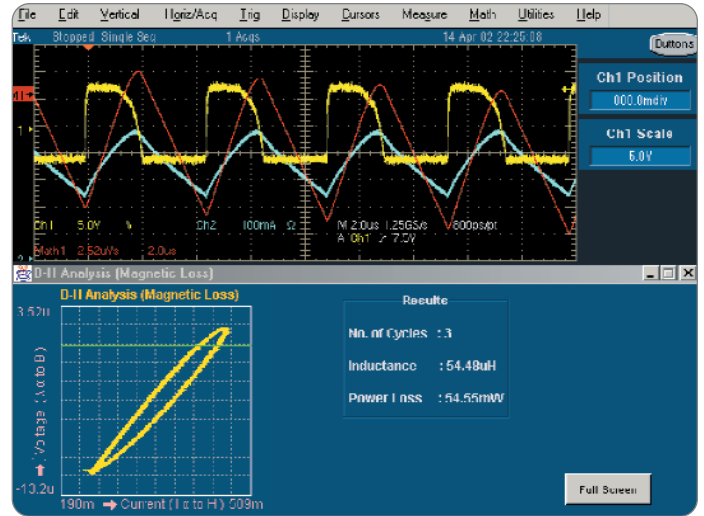 File Edit Vertical Horiz/Acq Trig Display Cursors Measure Math Utilities Help
Tek Stopped Single Seq 1 Acqs 14 Apr 02 22:25:08
Buttons
Ch1 Position
000.0mdiv
Ch1 Scale
5.0V
Ch1 5.0V Ch2 100mA Ω M 2.0us 1.25GS/s 800ps/pt
A Ch1 7.5V
Math1 2.52uVs 2.0us
B-H Analysis (Magnetic Loss)
B-H Analysis (Magnetic Loss)
3.52u
∫Voltage (V α to B)
-13.2u
190m → Current (I α to H) 509m
Results
No. of Cycles : 3
Inductance : 54.48uH
Power Loss : 54.55mW
Full Screen